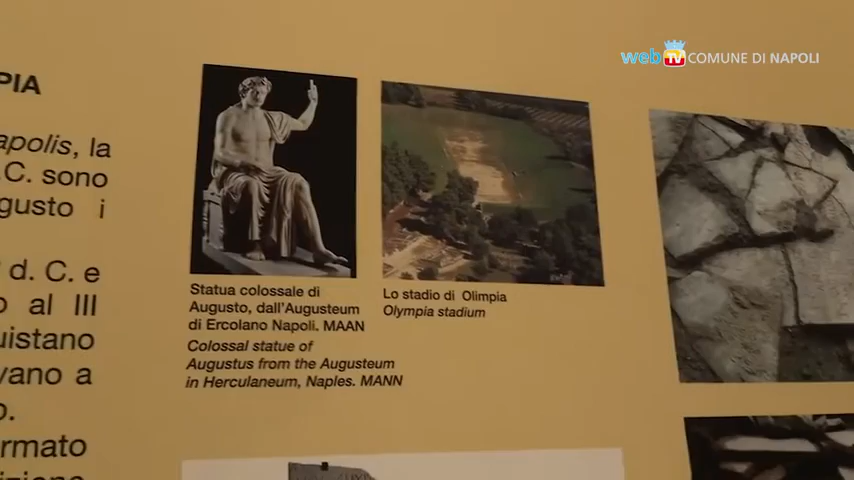 web TV COMUNE DI NAPOLI
PIA
apolis, la
.C. sono
gusto i
d. C. e
o al III
uistano
vano a
o.
rmato
Statua colossale di
Augusto, dall'Augusteum
di Ercolano Napoli. MAAN
Colossal statue of
Augustus from the Augusteum
in Herculaneum, Naples. MANN
Lo stadio di Olimpia
Olympia stadium